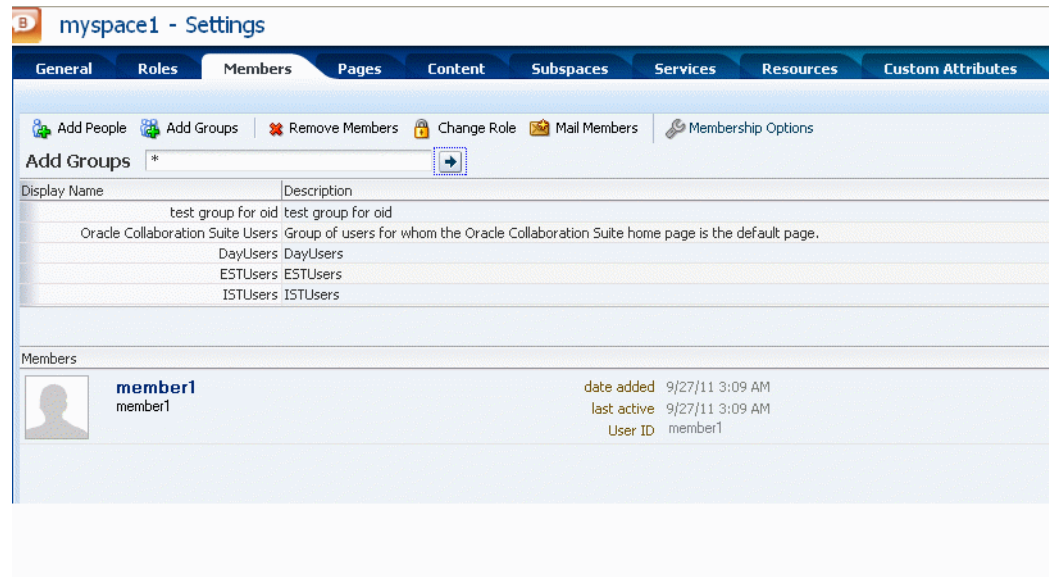 B myspace1 - Settings
General Roles Members Pages Content Subspaces Services Resources Custom Attributes
Add People Add Groups Remove Members Change Role Mail Members Membership Options
Add Groups *
Display Name Description
test group for oid test group for oid
Oracle Collaboration Suite Users Group of users for whom the Oracle Collaboration Suite home page is the default page.
DayUsers DayUsers
ESTUsers ESTUsers
ISTUsers ISTUsers
Members
member1 date added 9/27/11 3:09 AM
member1 last active 9/27/11 3:09 AM
User ID member1